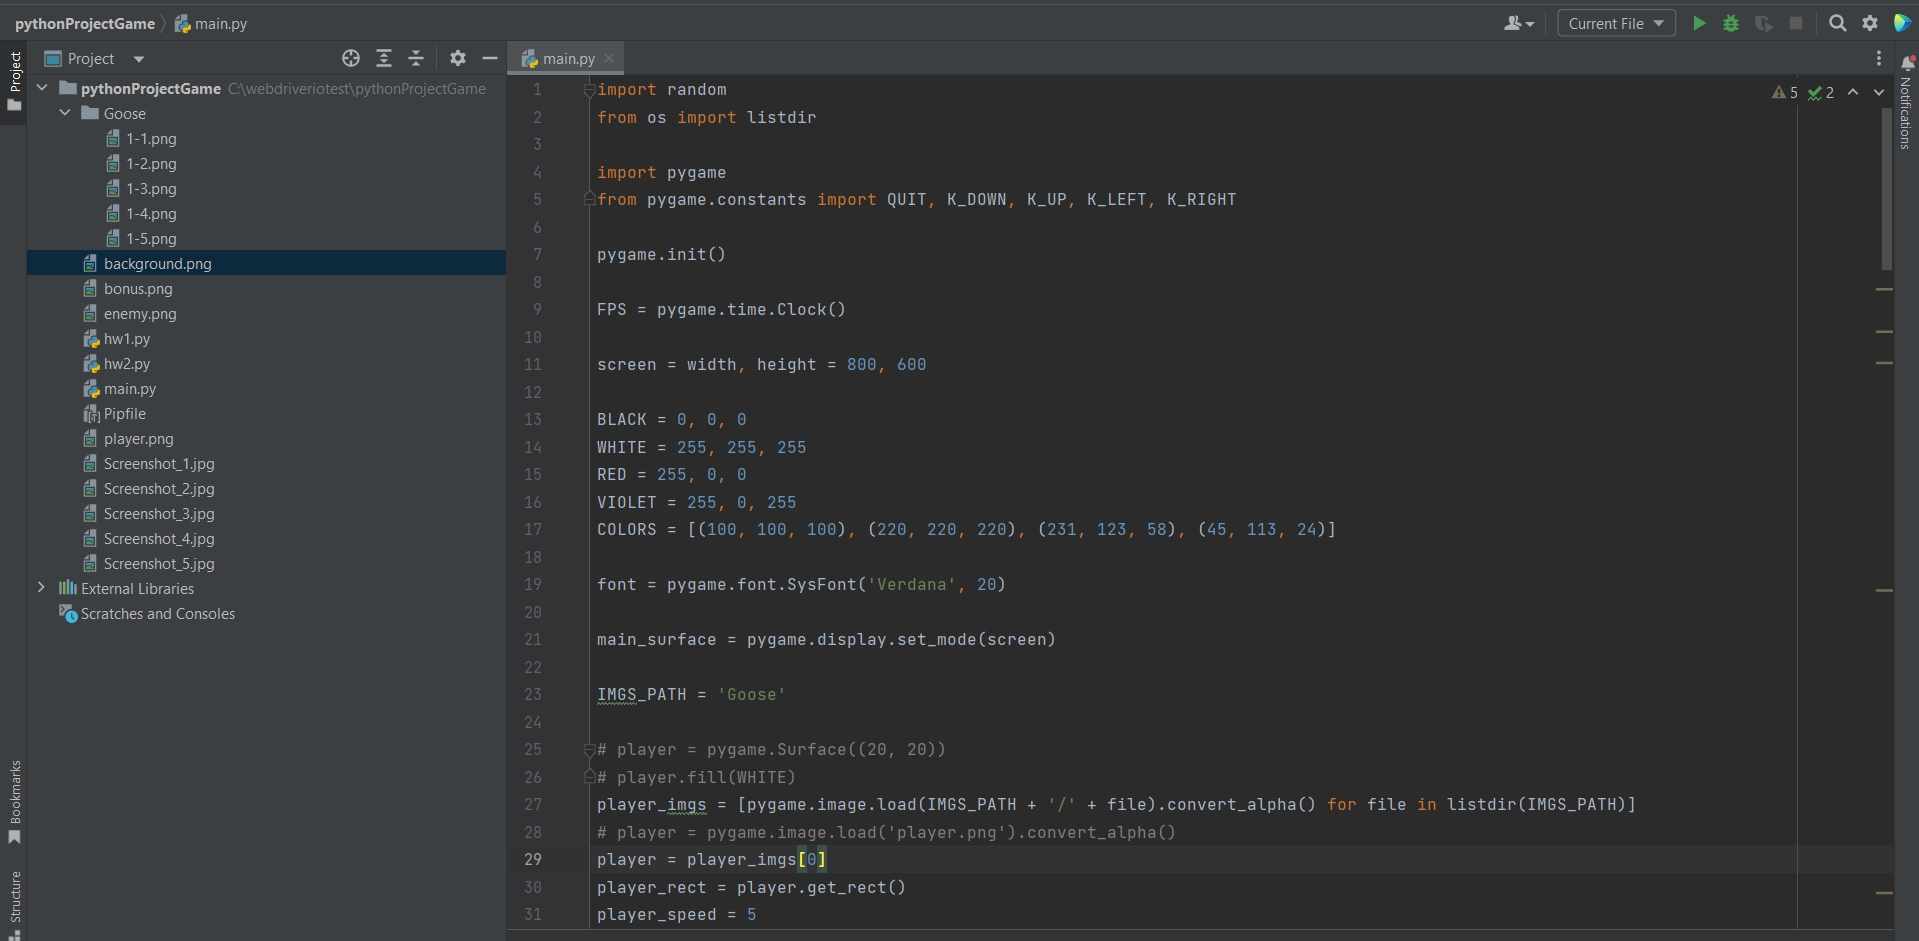 pythonProjectGame main.py
Current File
Project
Project
main.py
Notifications
5 2
pythonProjectGame C:\webdriveriotest\pythonProjectGame
Goose
1-1.png
1-2.png
1-3.png
1-4.png
1-5.png
background.png
bonus.png
enemy.png
hw1.py
hw2.py
main.py
Pipfile
player.png
Screenshot_1.jpg
Screenshot_2.jpg
Screenshot_3.jpg
Screenshot_4.jpg
Screenshot_5.jpg
External Libraries
Scratches and Consoles
Bookmarks
Structure
1 import random
2 from os import listdir
3
4 import pygame
5 from pygame.constants import QUIT, K_DOWN, K_UP, K_LEFT, K_RIGHT
6
7 pygame.init()
8
9 FPS = pygame.time.Clock()
10
11 screen = width, height = 800, 600
12
13 BLACK = 0, 0, 0
14 WHITE = 255, 255, 255
15 RED = 255, 0, 0
16 VIOLET = 255, 0, 255
17 COLORS = [(100, 100, 100), (220, 220, 220), (231, 123, 58), (45, 113, 24)]
18
19 font = pygame.font.SysFont('Verdana', 20)
20
21 main_surface = pygame.display.set_mode(screen)
22
23 IMGS_PATH = 'Goose'
24
25 # player = pygame.Surface((20, 20))
26 # player.fill(WHITE)
27 player_imgs = [pygame.image.load(IMGS_PATH + '/' + file).convert_alpha() for file in listdir(IMGS_PATH)]
28 # player = pygame.image.load('player.png').convert_alpha()
29 player = player_imgs[0]
30 player_rect = player.get_rect()
31 player_speed = 5